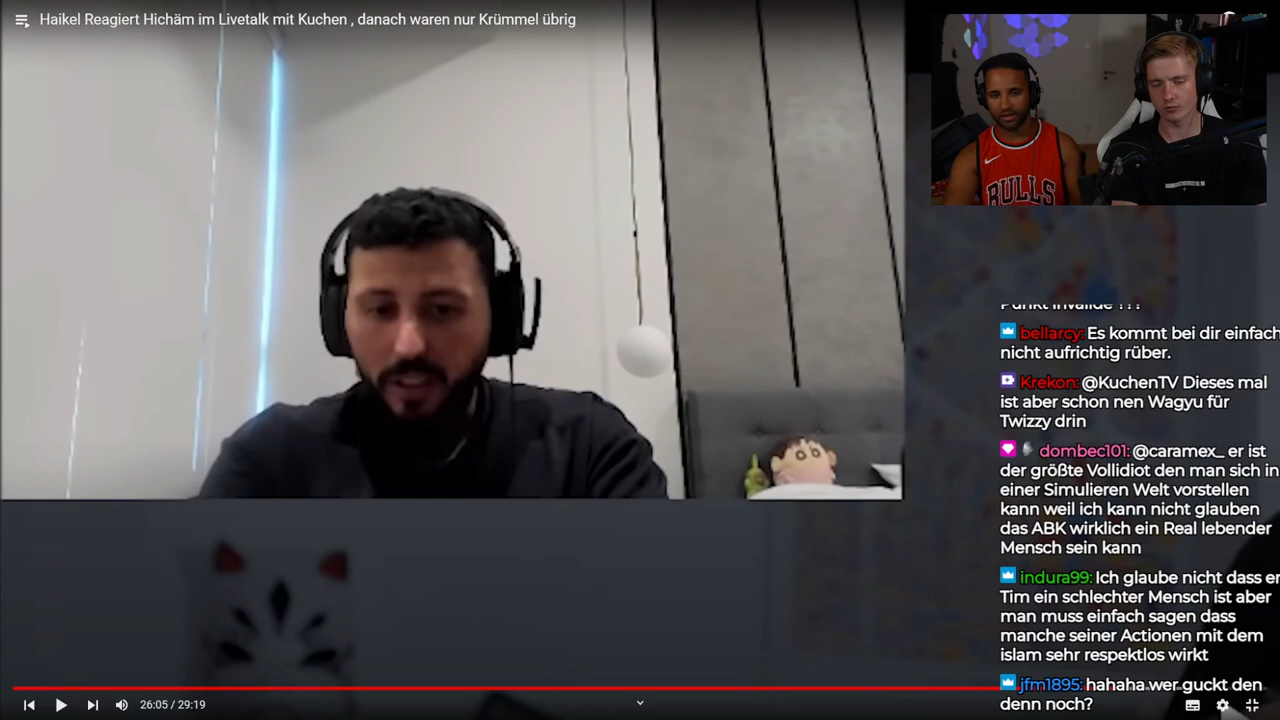 Haikel Reagiert Hichäm im Livetalk mit Kuchen , danach waren nur Krümmel übrig
BULLS
Punkt invalide ???
bellarcy: Es kommt bei dir einfach
nicht aufrichtig rüber.
Krekon: @KuchenTV Dieses mal
ist aber schon nen Wagyu für
Twizzy drin
dombec101: @caramex_ er ist
der größte Vollidiot den man sich in
einer Simulieren Welt vorstellen
kann weil ich kann nicht glauben
das ABK wirklich ein Real lebender
Mensch sein kann
indura99: Ich glaube nicht dass er
Tim ein schlechter Mensch ist aber
man muss einfach sagen dass
manche seiner Actionen mit dem
islam sehr respektlos wirkt
jfm1895: hahaha wer guckt den
denn noch?
26:05 / 29:19